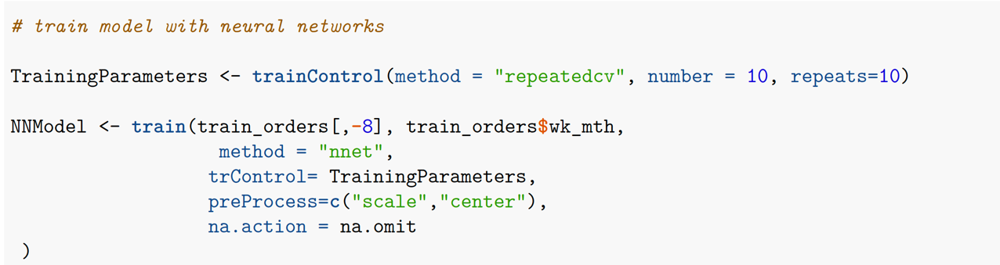 # train model with neural networks
TrainingParameters <- trainControl(method = "repeatedcv", number = 10, repeats=10)
NNModel <- train(train_orders[,-8], train_orders$wk_mth,
method = "nnet",
trControl= TrainingParameters,
preProcess=c("scale","center"),
na.action = na.omit
)